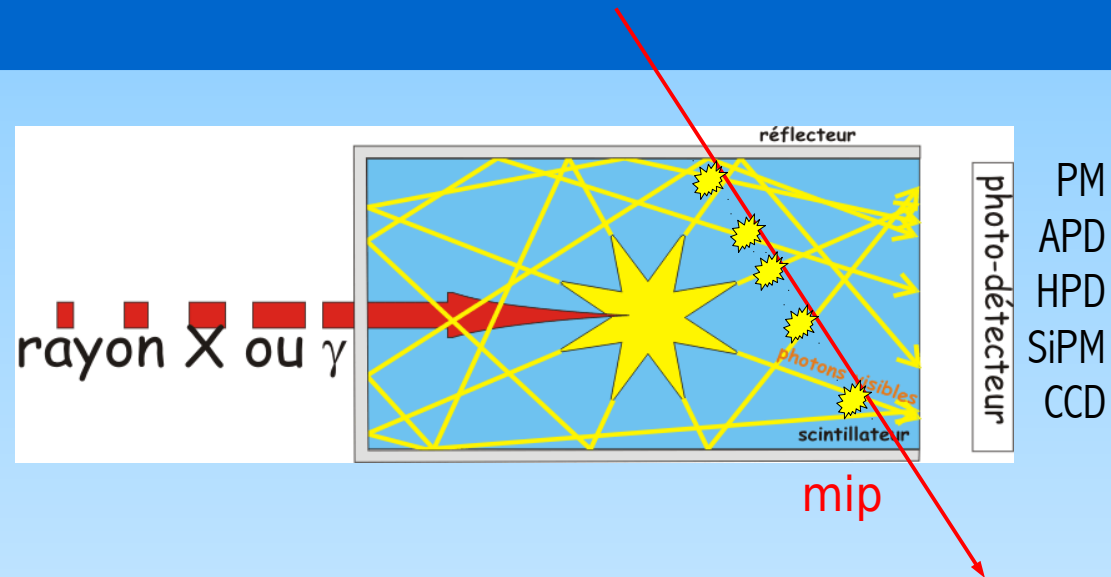 réflecteur
rayon X ou γ
photons visibles
scintillateur
photo-détecteur
PM
APD
HPD
SiPM
CCD
mip